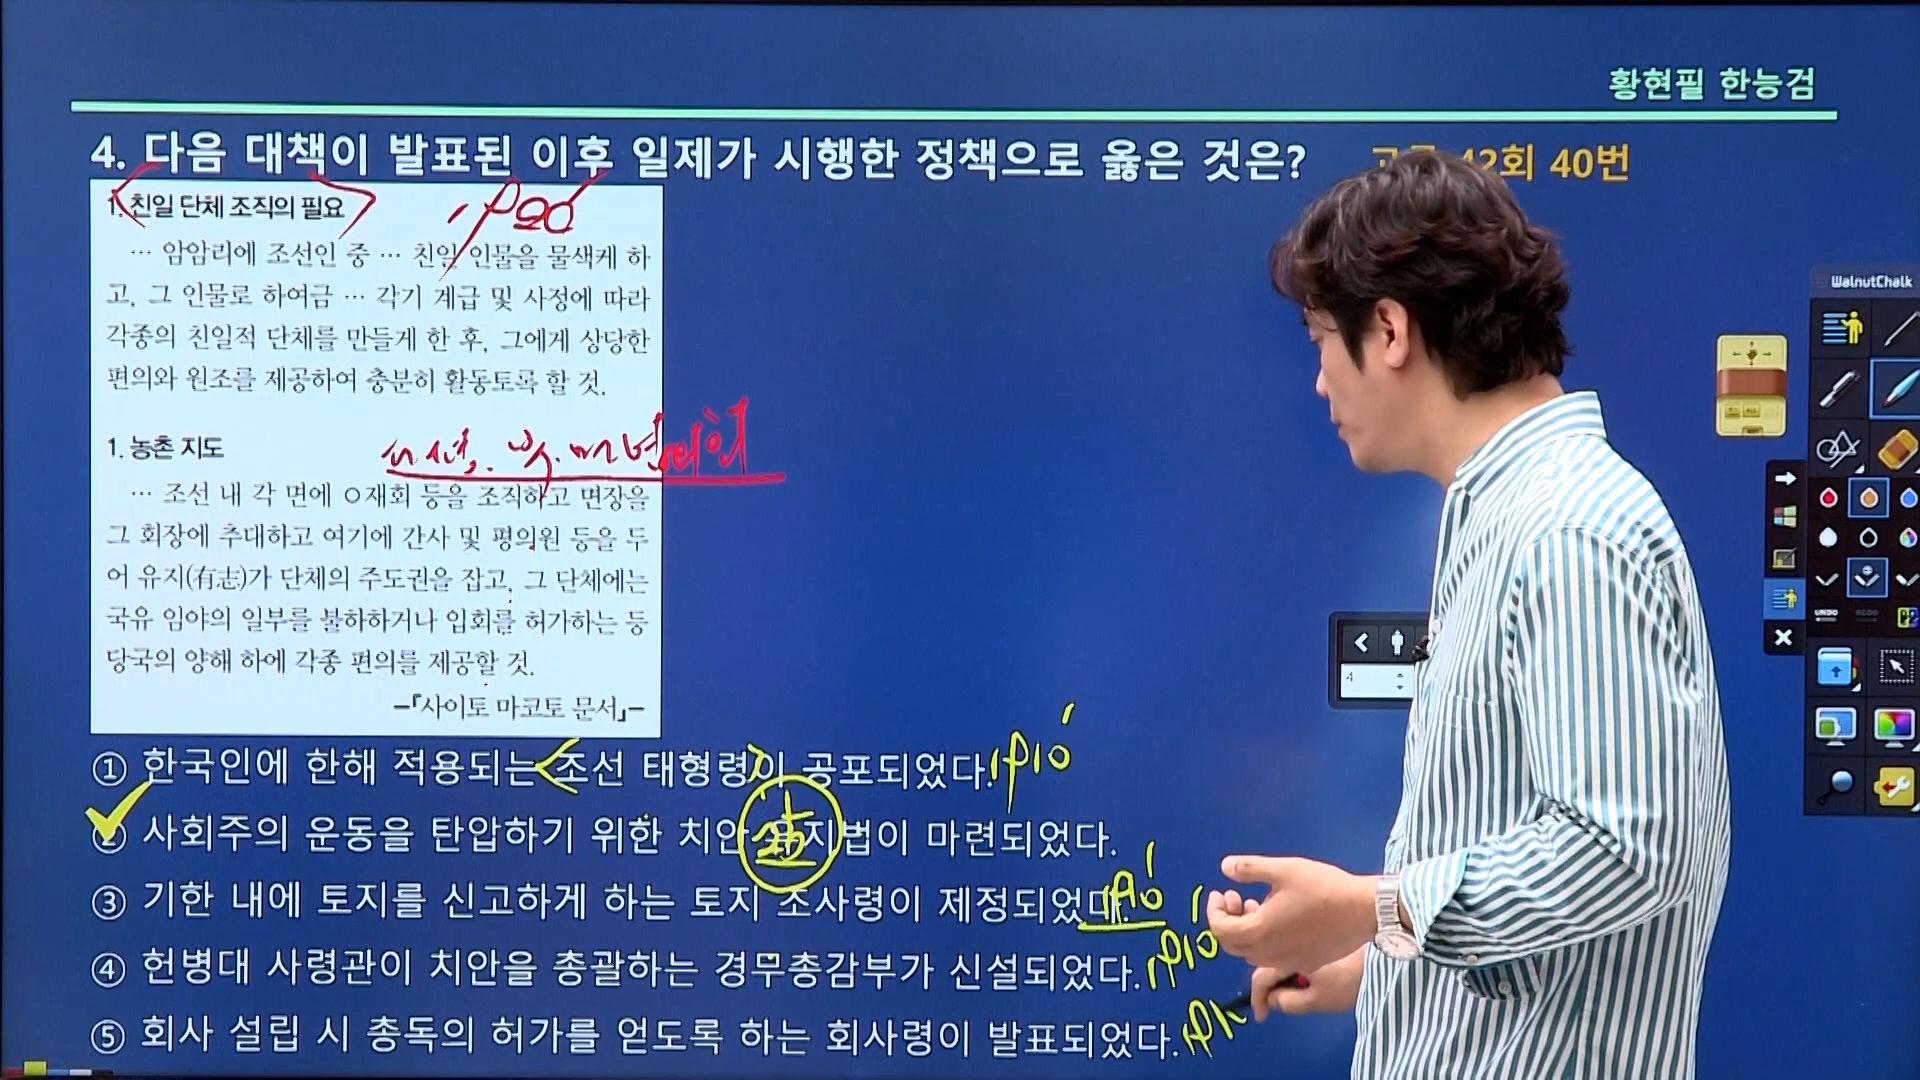 황현필 한능검
4. 다음 대책이 발표된 이후 일제가 시행한 정책으로 옳은 것은?
42회 40번
1. 친일 단체 조직의 필요
… 암암리에 조선인 중 … 친일 인물을 물색케 하
고, 그 인물로 하여금 … 각기 계급 및 사정에 따라
각종의 친일적 단체를 만들게 한 후, 그에게 상당한
편의와 원조를 제공하여 충분히 활동토록 할 것.
1. 농촌 지도
… 조선 내 각 면에 ○재회 등을 조직하고 면장을
그 회장에 추대하고 여기에 간사 및 평의원 등을 두
어 유지(有志)가 단체의 주도권을 잡고, 그 단체에는
국유 임야의 일부를 불하하거나 입회를 허가하는 등
당국의 양해 하에 각종 편의를 제공할 것.
-『사이토 마코토 문서』-
① 한국인에 한해 적용되는 조선 태형령이 공포되었다.
② 사회주의 운동을 탄압하기 위한 치안 유지법이 마련되었다.
③ 기한 내에 토지를 신고하게 하는 토지 조사령이 제정되었다.
④ 헌병대 사령관이 치안을 총괄하는 경무총감부가 신설되었다.
⑤ 회사 설립 시 총독의 허가를 얻도록 하는 회사령이 발표되었다.
WalnutChalk
UNDO
REDO
4